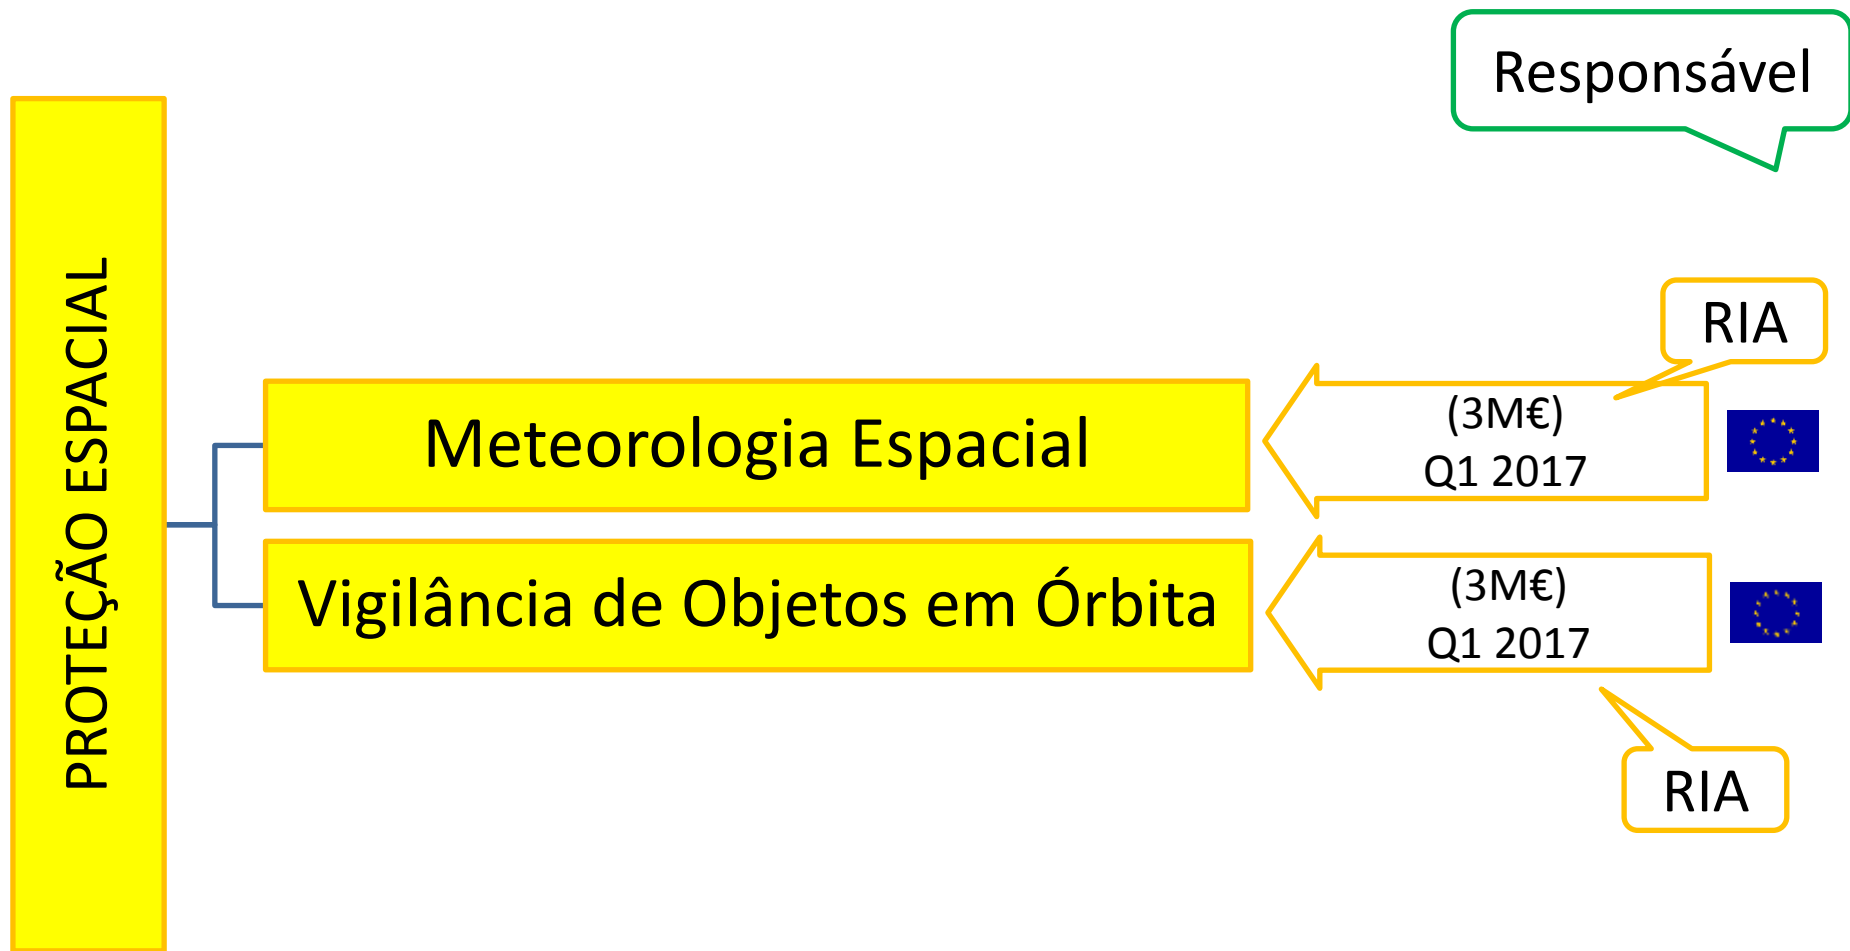 Responsável
PROTEÇÃO ESPACIAL
RIA
Meteorologia Espacial
(3M€)
Q1 2017
Vigilância de Objetos em Órbita
(3M€)
Q1 2017
RIA